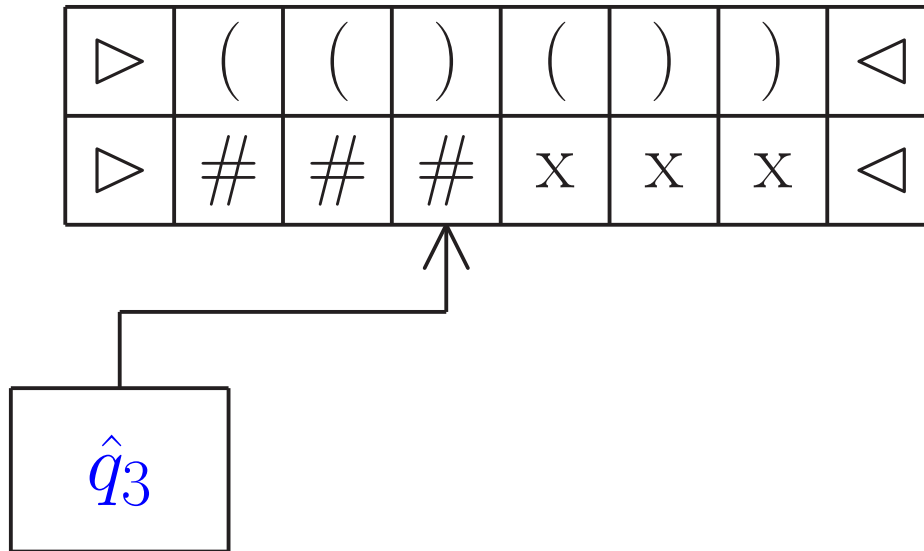 ▷ ( ( ) ( ) ) ◁
▷ # # # x x x ◁
q̂₃